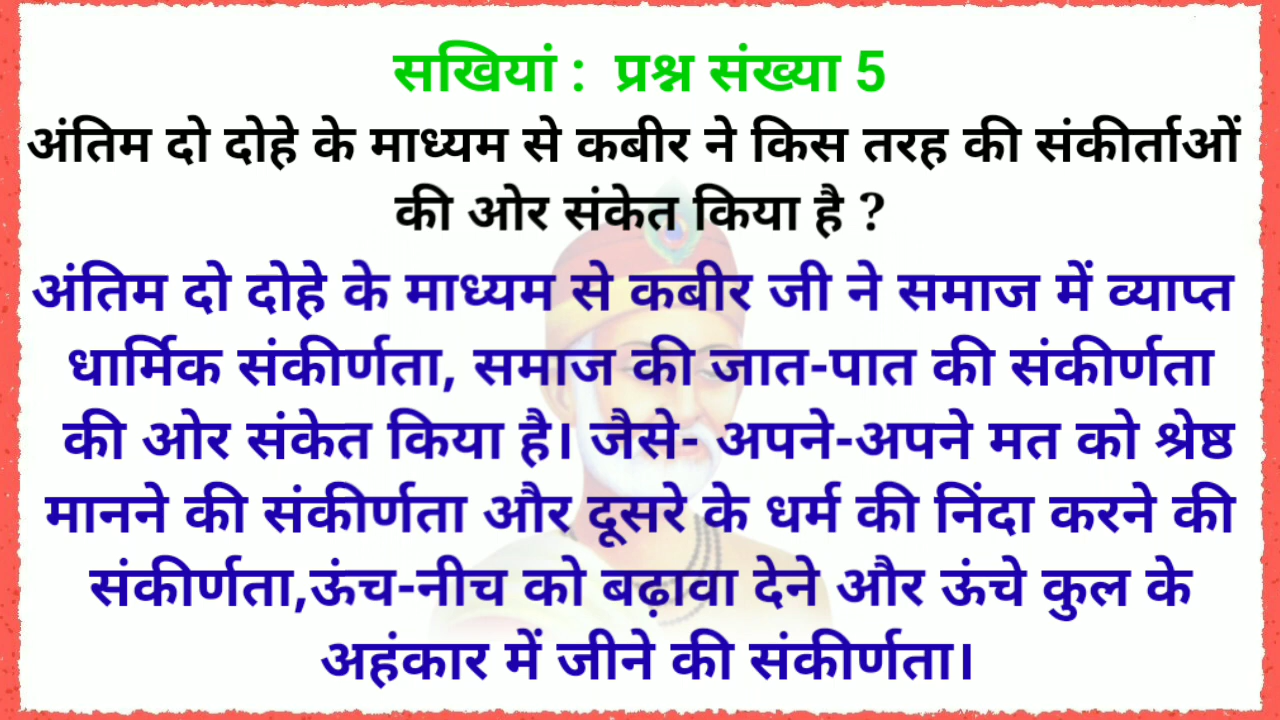 सखियां :  प्रश्न संख्या 5
अंतिम दो दोहे के माध्यम से कबीर ने किस तरह की संकीर्ताओं
की ओर संकेत किया है ?
अंतिम दो दोहे के माध्यम से कबीर जी ने समाज में व्याप्त
धार्मिक संकीर्णता, समाज की जात-पात की संकीर्णता
की ओर संकेत किया है। जैसे- अपने-अपने मत को श्रेष्ठ
मानने की संकीर्णता और दूसरे के धर्म की निंदा करने की
संकीर्णता,ऊंच-नीच को बढ़ावा देने और ऊंचे कुल के
अहंकार में जीने की संकीर्णता।